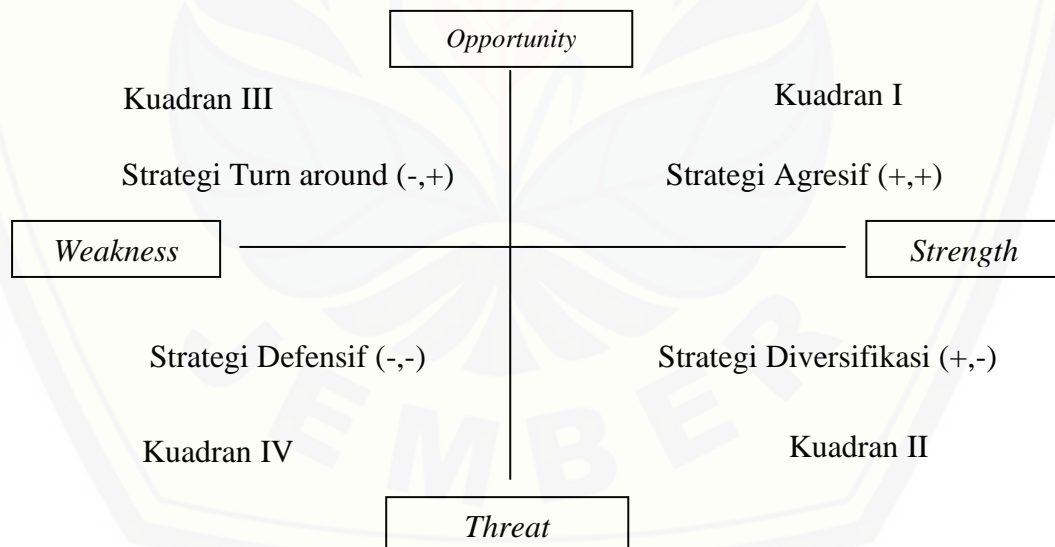 Opportunity
Kuadran III
Kuadran I
Strategi Turn around (-,+)
Strategi Agresif (+,+)
Weakness
Strength
Strategi Defensif (-,-)
Strategi Diversifikasi (+,-)
Kuadran IV
Kuadran II
Threat
JEMBER